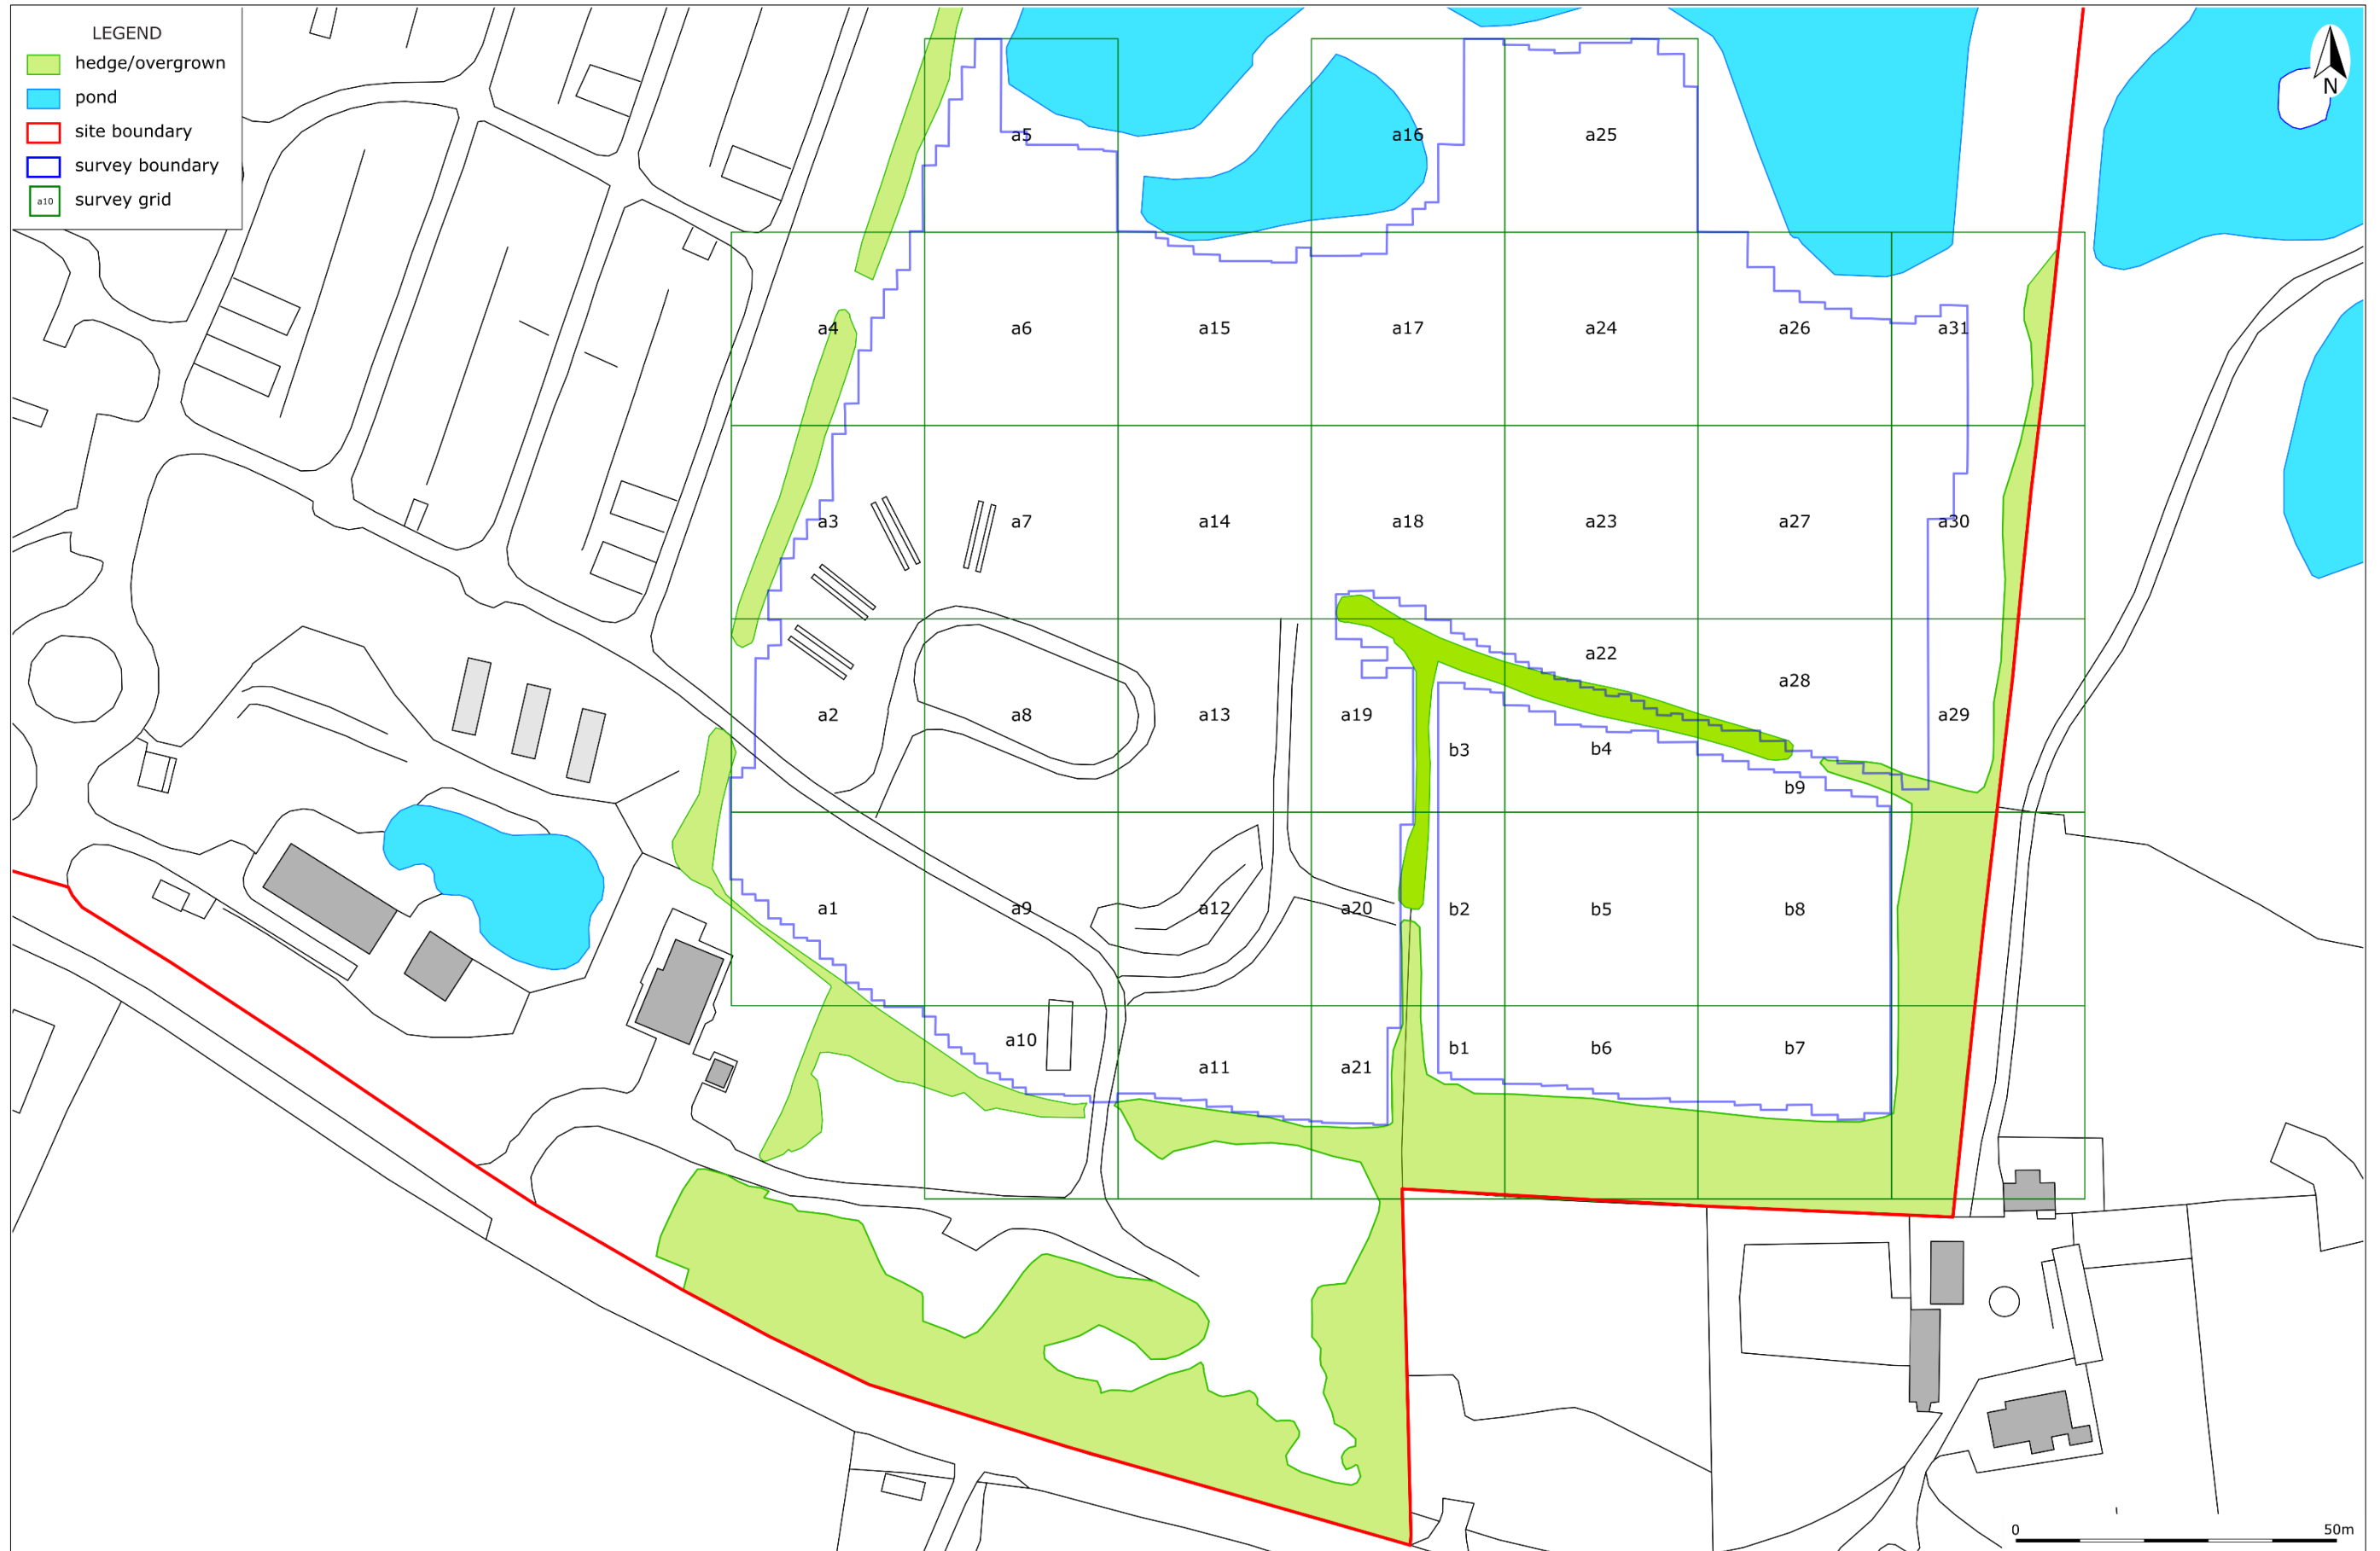 LEGEND
hedge/overgrown
pond
site boundary
survey boundary
a10 survey grid
N
a5
a16
a25
a4
a6
a15
a17
a24
a26
a31
a3
a7
a14
a18
a23
a27
a30
a22
a28
a2
a8
a13
a19
a29
b3
b4
b9
a1
a9
a12
a20
b2
b5
b8
a10
b1
b6
b7
a11
a21
0 50m